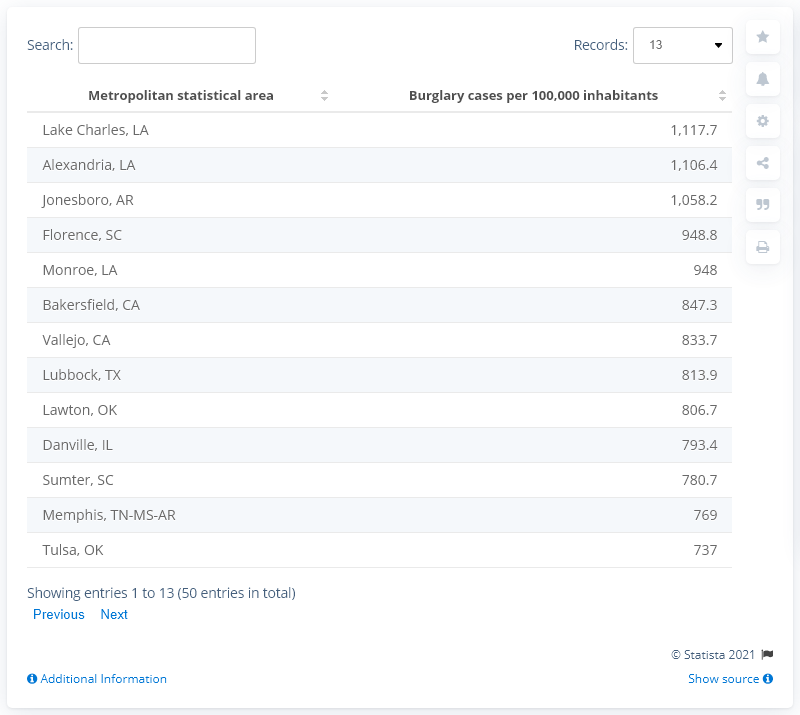 Search:
Records: 13
Metropolitan statistical area Burglary cases per 100,000 inhabitants
Lake Charles, LA 1,117.7
Alexandria, LA 1,106.4
Jonesboro, AR 1,058.2
Florence, SC 948.8
Monroe, LA 948
Bakersfield, CA 847.3
Vallejo, CA 833.7
Lubbock, TX 813.9
Lawton, OK 806.7
Danville, IL 793.4
Sumter, SC 780.7
Memphis, TN-MS-AR 769
Tulsa, OK 737
Showing entries 1 to 13 (50 entries in total)
Previous Next
© Statista 2021
Additional Information Show source